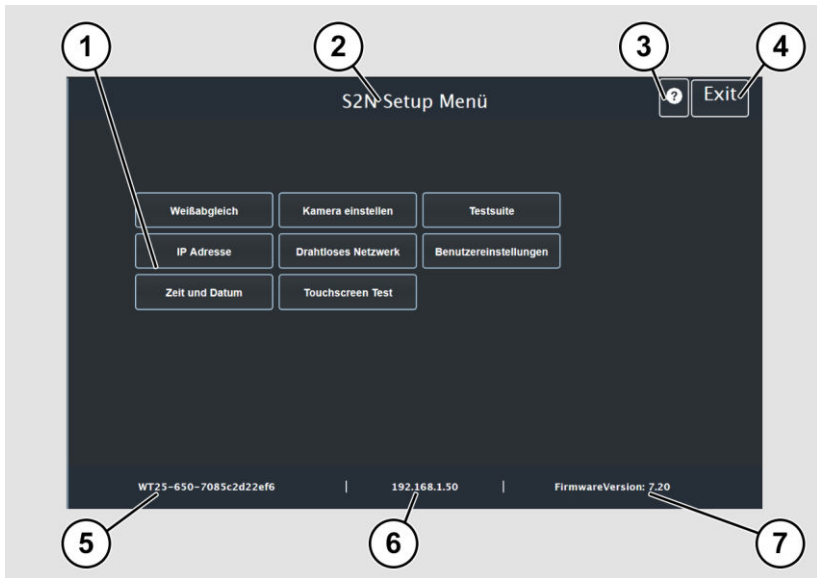 1 2 3 4
S2N Setup Menü ? Exit
Weißabgleich Kamera einstellen Testsuite
IP Adresse Drahtloses Netzwerk Benutzereinstellungen
Zeit und Datum Touchscreen Test
WT25-650-7085c2d22ef6 | 192.168.1.50 | FirmwareVersion: 7.20
5 6 7